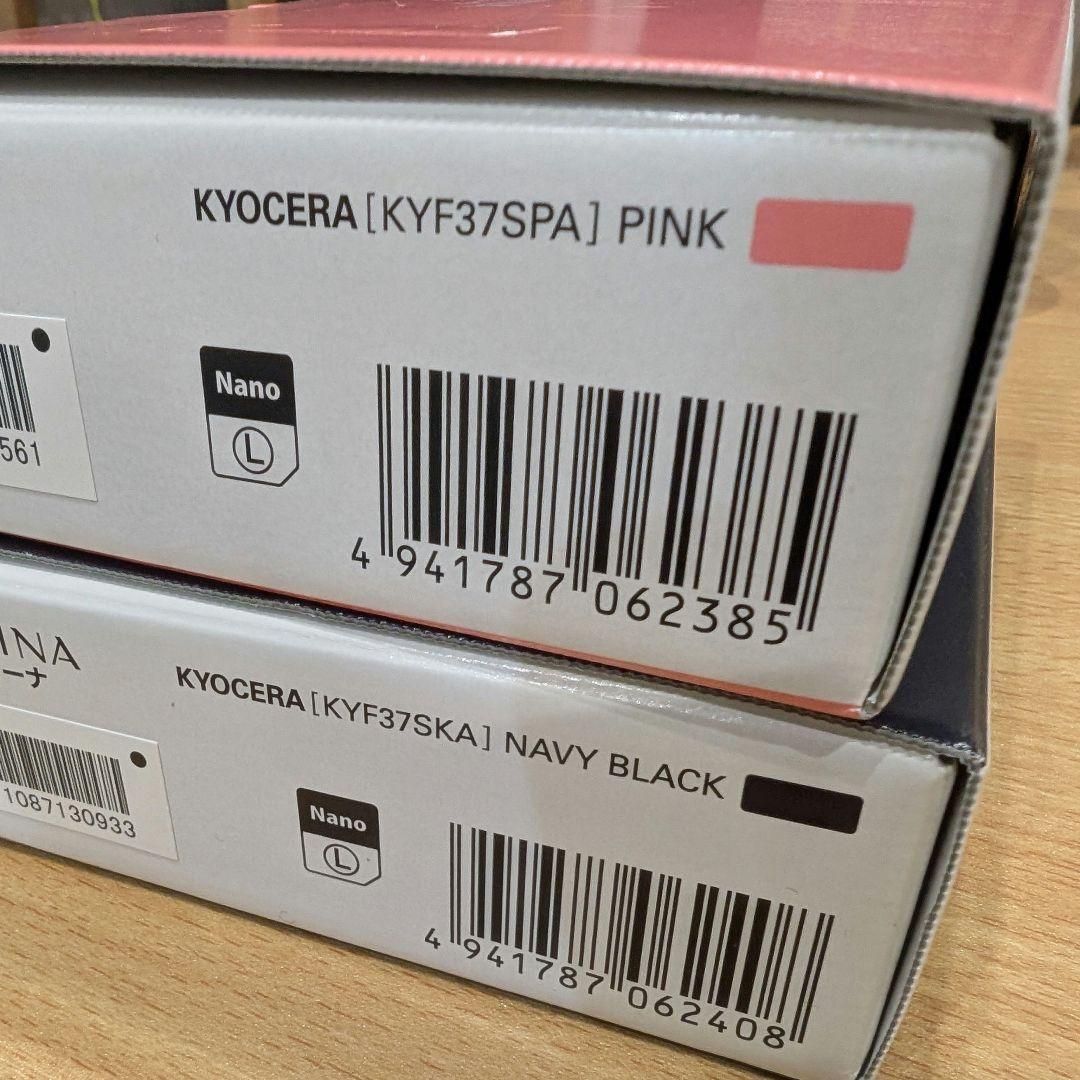 KYOCERA [KYF37SPA] PINK
Nano
L
561
4 941787 062385
INA
ーナ
KYOCERA [KYF37SKA] NAVY BLACK
1087130933
Nano
L
4 941787 062408